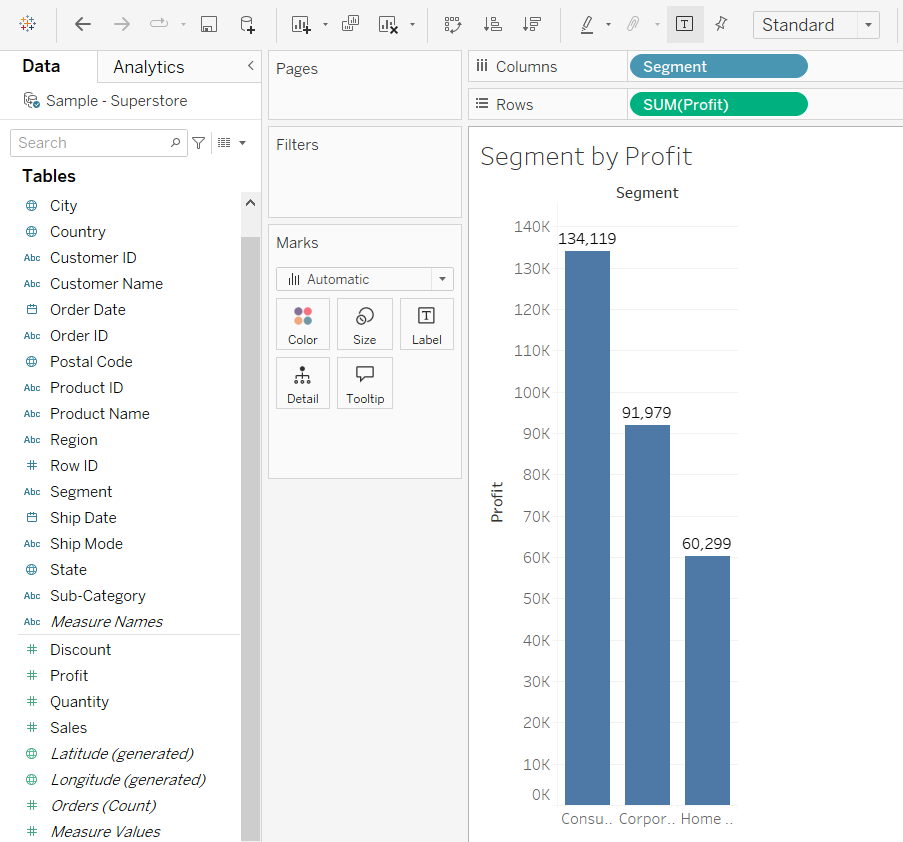 Standard
Data
Analytics
Sample - Superstore
Search
Tables
City
Country
Abc Customer ID
Abc Customer Name
Order Date
Abc Order ID
Postal Code
Abc Product ID
Abc Product Name
Abc Region
# Row ID
Abc Segment
Ship Date
Abc Ship Mode
State
Abc Sub-Category
Abc Measure Names
# Discount
# Profit
# Quantity
# Sales
Latitude (generated)
Longitude (generated)
# Orders (Count)
# Measure Values
Pages
Filters
Marks
Automatic
Color
Size
T
Label
Detail
Tooltip
Columns
Segment
Rows
SUM(Profit)
Segment by Profit
Segment
140K
130K
120K
110K
100K
90K
80K
70K
60K
50K
40K
30K
20K
10K
0K
Profit
134,119
91,979
60,299
Consu..
Corpor..
Home ..